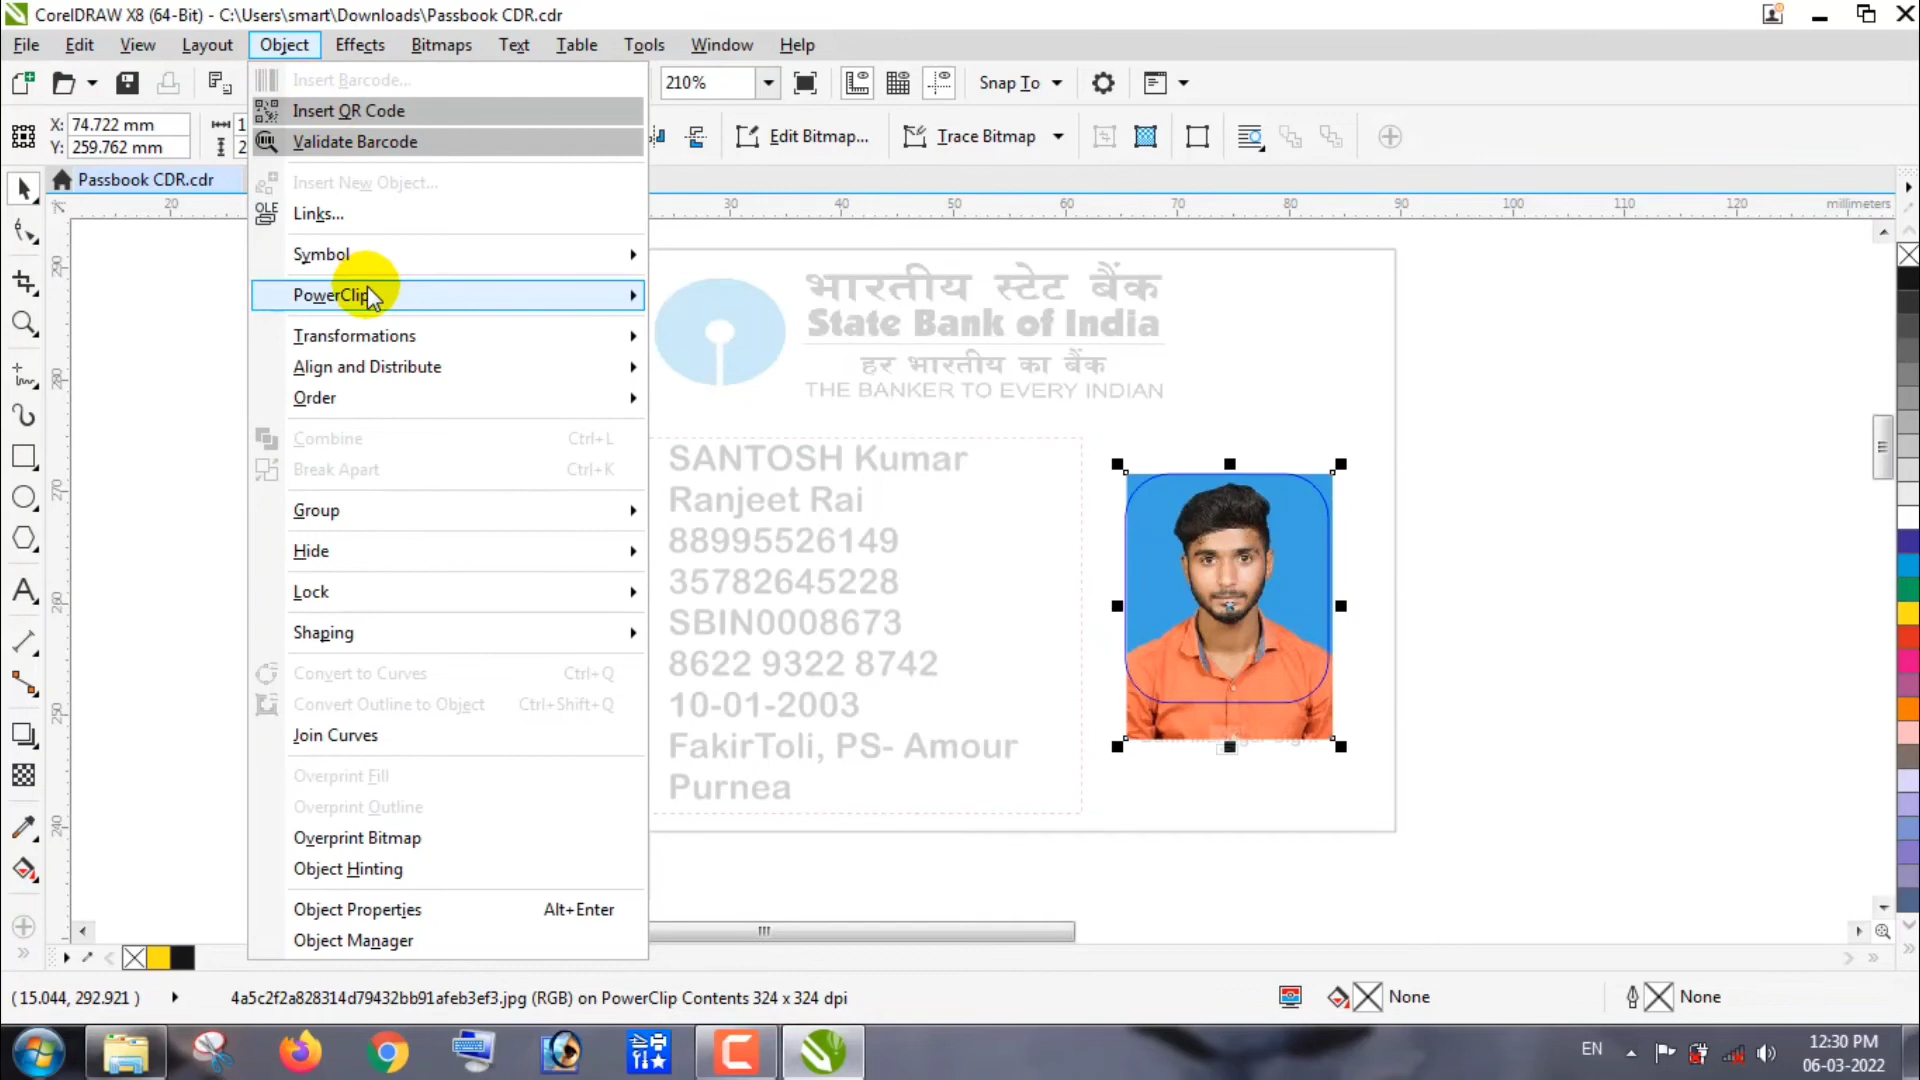 CorelDRAW X8 (64-Bit) - C:\Users\smart\Downloads\Passbook CDR.cdr
File Edit View Layout Object Effects Bitmaps Text Table Tools Window Help
210% Snap To
X: 74.722 mm
Y: 259.762 mm
Edit Bitmap... Trace Bitmap
Passbook CDR.cdr
20 30 40 50 60 70 80 90 100 110 120 millimeters
290
280
270
260
250
240
Insert Barcode...
Insert QR Code
Validate Barcode
Insert New Object...
OLE Links...
Symbol
PowerClip
Transformations
Align and Distribute
Order
Combine Ctrl+L
Break Apart Ctrl+K
Group
Hide
Lock
Shaping
Convert to Curves Ctrl+Q
Convert Outline to Object Ctrl+Shift+Q
Join Curves
Overprint Fill
Overprint Outline
Overprint Bitmap
Object Hinting
Object Properties Alt+Enter
Object Manager
भारतीय स्टेट बैंक
State Bank of India
हर भारतीय का बैंक
THE BANKER TO EVERY INDIAN
SANTOSH Kumar
Ranjeet Rai
88995526149
35782645228
SBIN0008673
8622 9322 8742
10-01-2003
FakirToli, PS- Amour
Purnea
( 15.044, 292.921 ) 4a5c2f2a828314d79432bb91afeb3ef3.jpg (RGB) on PowerClip Contents 324 x 324 dpi None None
EN 12:30 PM
06-03-2022